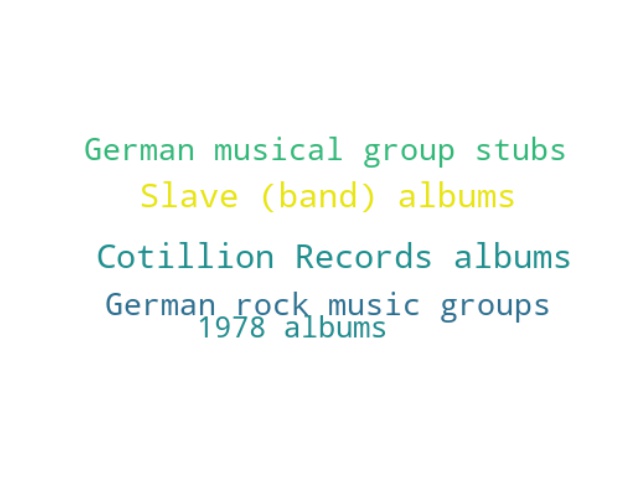 German musical group stubs
Slave (band) albums
Cotillion Records albums
German rock music groups
1978 albums